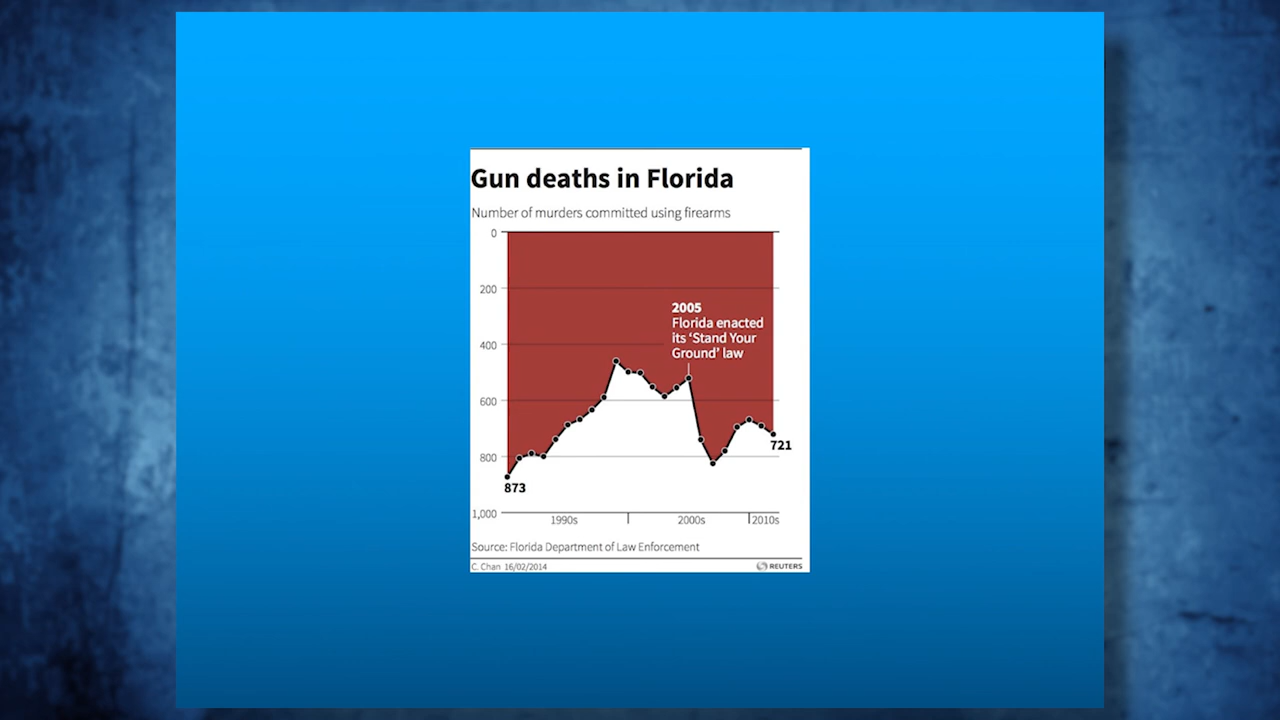 Gun deaths in Florida
Number of murders committed using firearms
0
200
400
600
800
1,000
2005
Florida enacted
its ‘Stand Your
Ground’ law
873
721
1990s
2000s
2010s
Source: Florida Department of Law Enforcement
C. Chan 16/02/2014
REUTERS